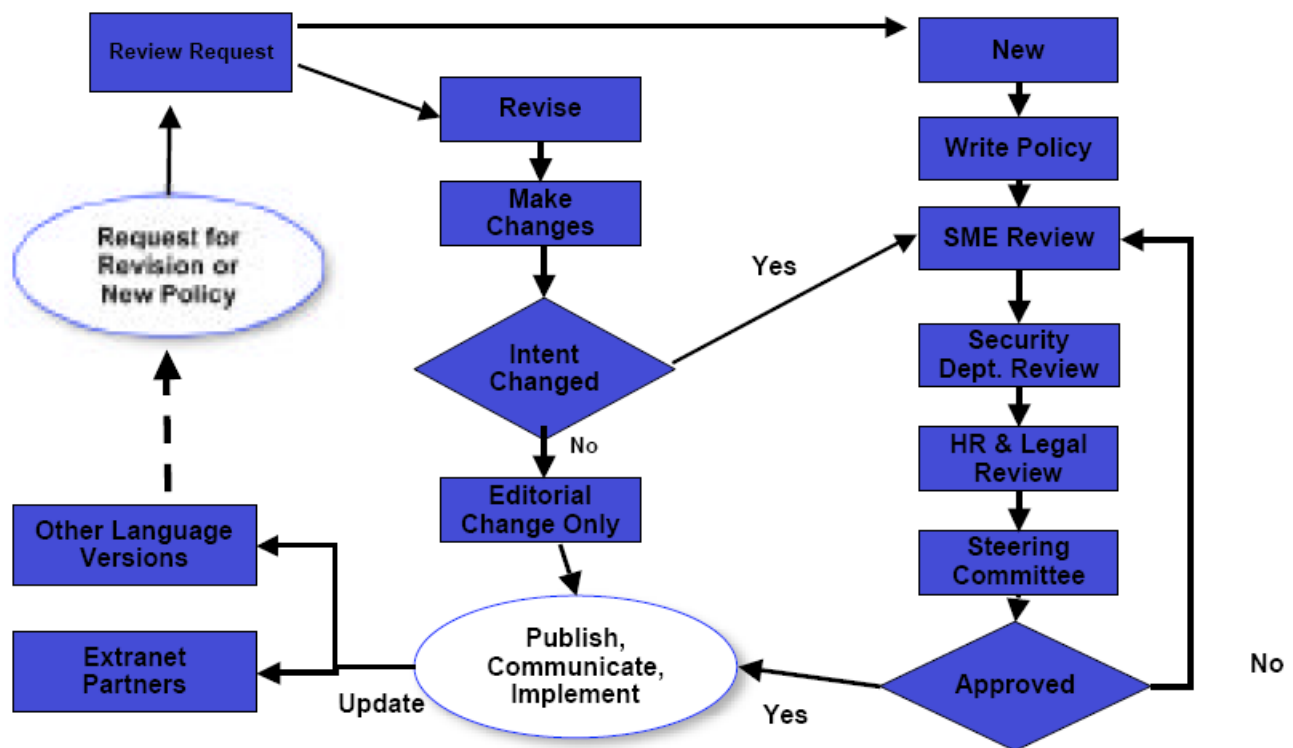 Review Request
New
Revise
Write Policy
Make
Changes
SME Review
Request for
Revision or
New Policy
Yes
Intent
Changed
Security
Dept. Review
No
HR & Legal
Review
Editorial
Change Only
Other Language
Versions
Steering
Committee
Publish,
Communicate,
Implement
Extranet
Partners
Update
Yes
Approved
No